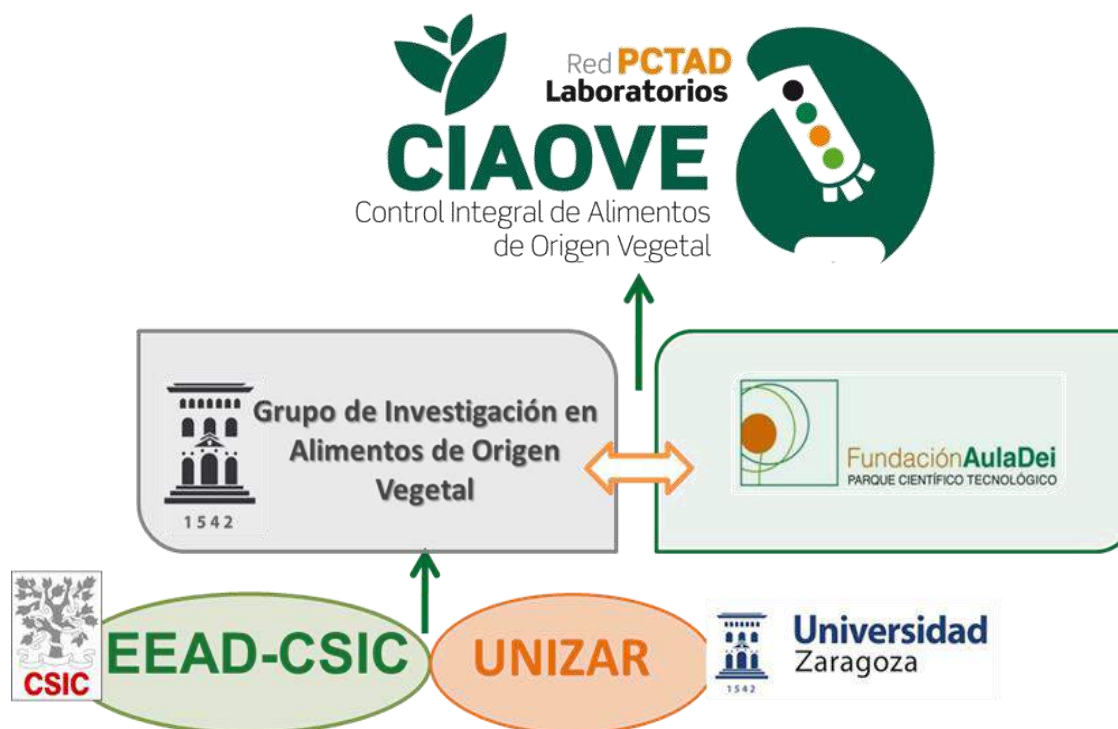 Red PCTAD
Laboratorios
CIAOVE
Control Integral de Alimentos
de Origen Vegetal
Grupo de Investigación en
Alimentos de Origen
Vegetal
1542
FundaciónAulaDei
PARQUE CIENTÍFICO TECNOLÓGICO
CSIC
EEAD-CSIC
UNIZAR
Universidad
Zaragoza
1542